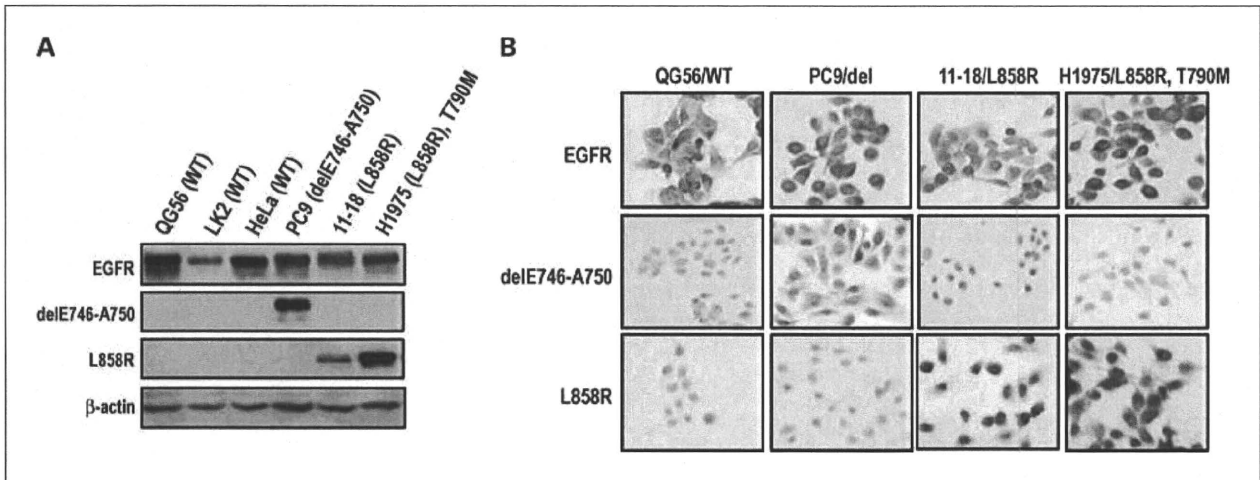 A
QG56 (WT)
LK2 (WT)
HeLa (WT)
PC9 (delE746-A750)
11-18 (L858R)
H1975 (L858R), T790M
EGFR
delE746-A750
L858R
β-actin
B
QG56/WT
PC9/del
11-18/L858R
H1975/L858R, T790M
EGFR
delE746-A750
L858R